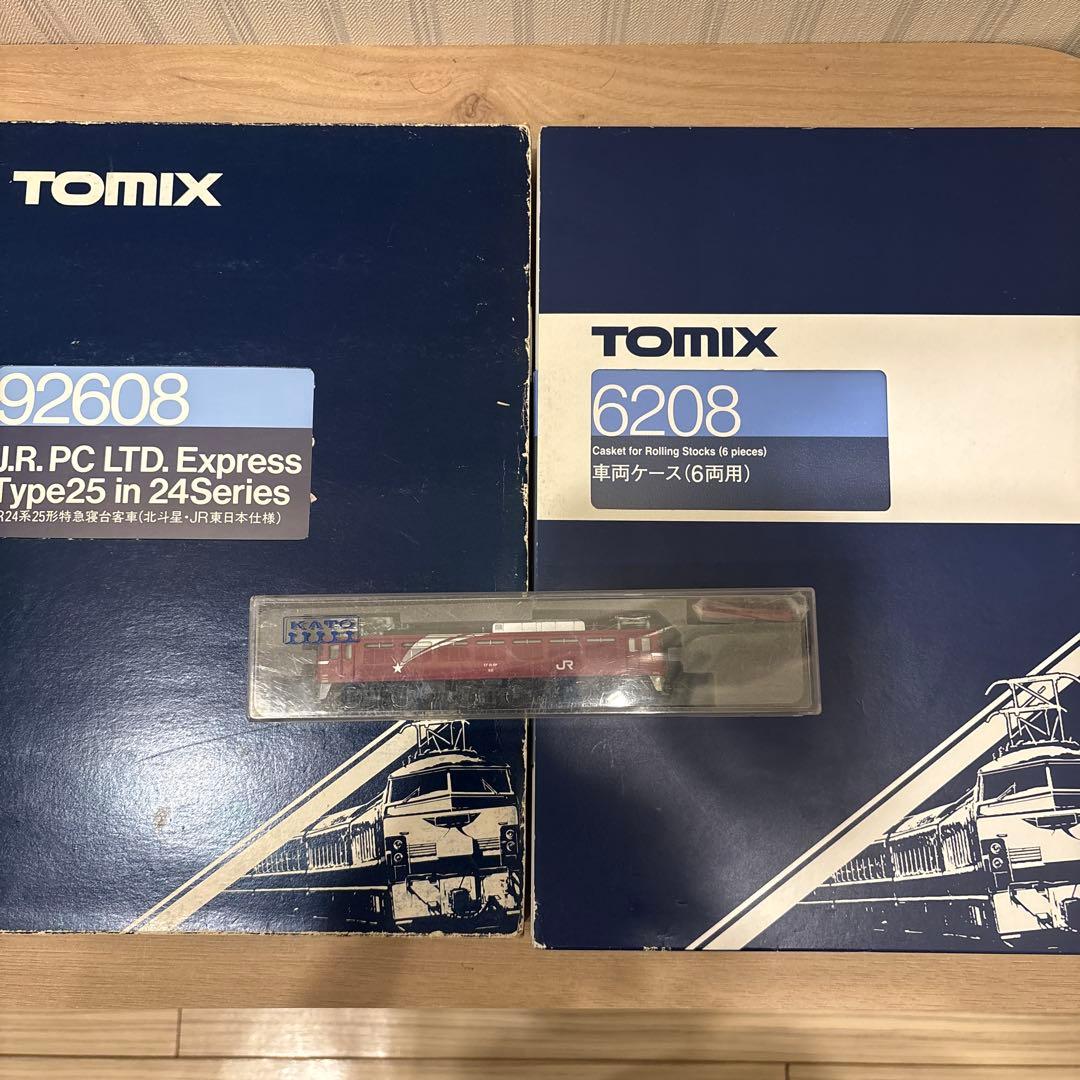 TOMIX
92608
J.R. PC LTD. Express
Type25 in 24Series
R24系25形特急寝台客車(北斗星・JR東日本仕様)
TOMIX
6208
Casket for Rolling Stocks (6 pieces)
車両ケース(6両用)
KATO
JR